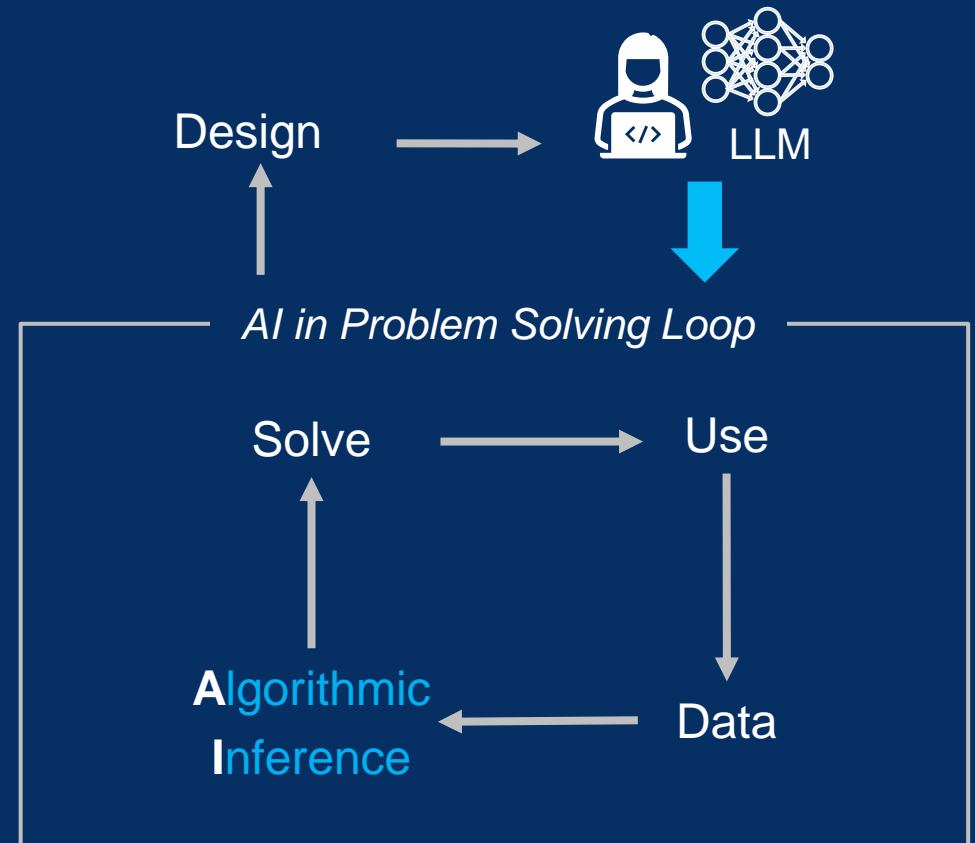 Design
</>
LLM
AI in Problem Solving Loop
Solve
Use
Algorithmic
Inference
Data